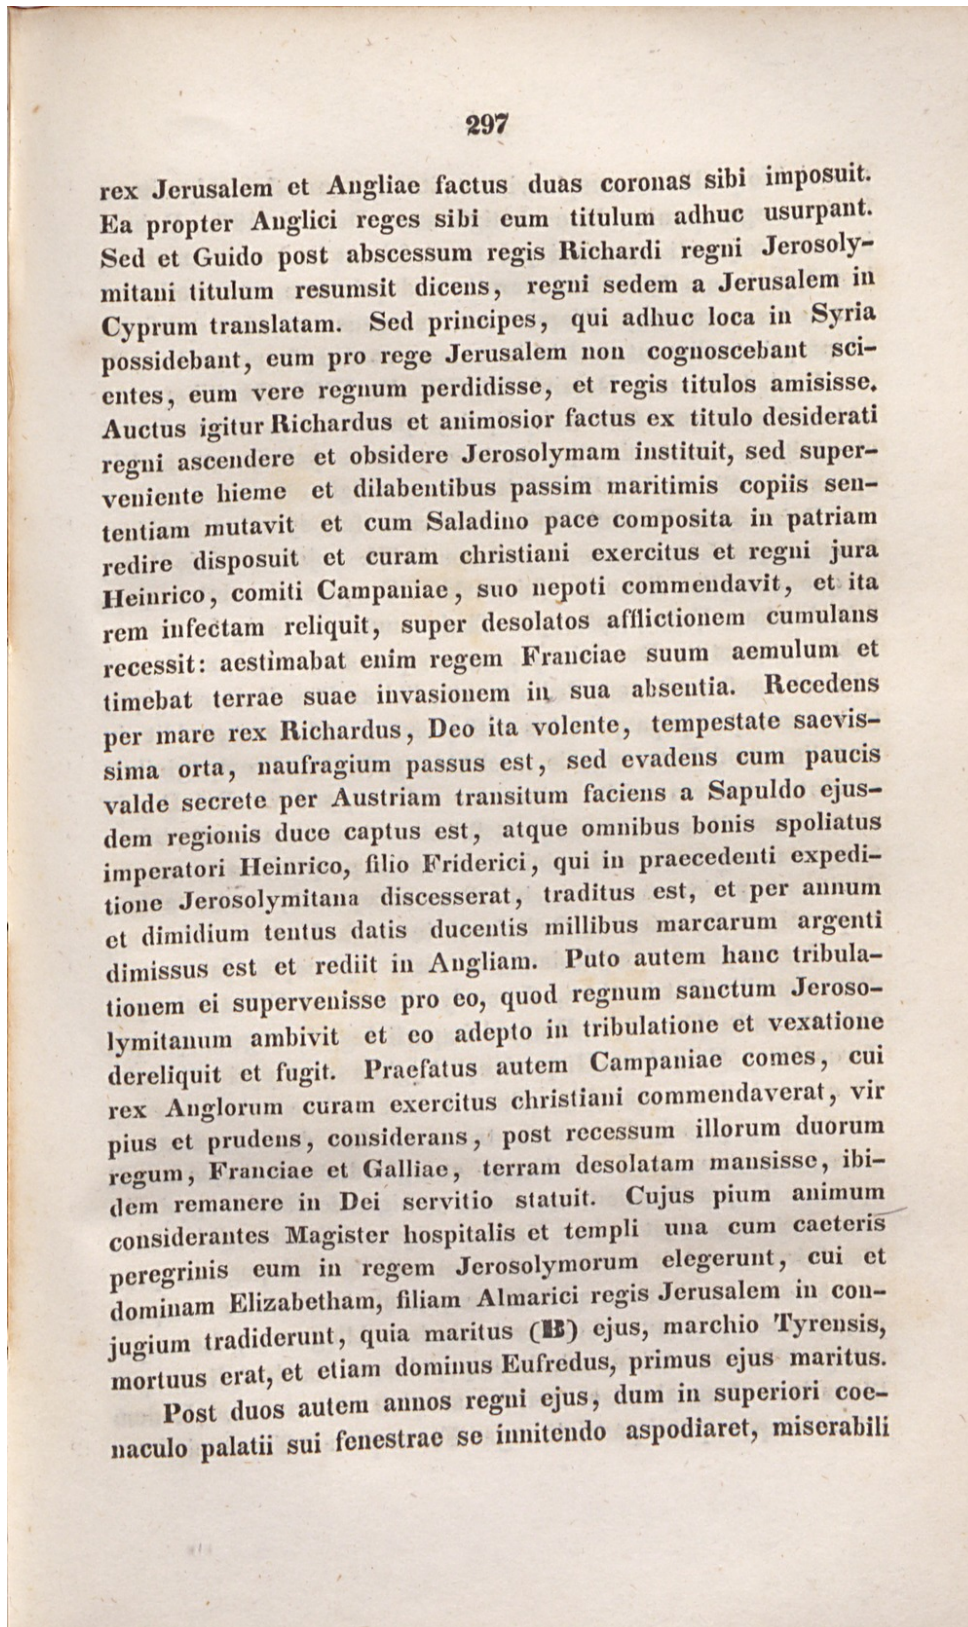 297
rex Jerusalem et Angliae factus duas coronas sibi imposuit.
Ea propter Anglici reges sibi eum titulum adhuc usurpant.
Sed et Guido post abscessum regis Richardi regni Jerosoly-
mitani titulum resumsit dicens, regni sedem a Jerusalem in
Cyprum translatam. Sed principes, qui adhuc loca in Syria
possidebant, eum pro rege Jerusalem non cognoscebant sci-
entes, eum vere regnum perdidisse, et regis titulos amisisse.
Auctus igitur Richardus et animosior factus ex titulo desiderati
regni ascendere et obsidere Jerosolymam instituit, sed super-
veniente hieme et dilabentibus passim maritimis copiis sen-
tentiam mutavit et cum Saladino pace composita in patriam
redire disposuit et curam christiani exercitus et regni jura
Heinrico, comiti Campaniae, suo nepoti commendavit, et ita
rem infectam reliquit, super desolatos afflictionem cumulans
recessit: aestimabat enim regem Franciae suum aemulum et
timebat terrae suae invasionem in sua absentia. Recedens
per mare rex Richardus, Deo ita volente, tempestate saevis-
sima orta, naufragium passus est, sed evadens cum paucis
valde secrete per Austriam transitum faciens a Sapuldo ejus-
dem regionis duce captus est, atque omnibus bonis spoliatus
imperatori Heinrico, filio Friderici, qui in praecedenti expedi-
tione Jerosolymitana discesserat, traditus est, et per annum
et dimidium tentus datis ducentis millibus marcarum argenti
dimissus est et rediit in Angliam. Puto autem hanc tribula-
tionem ei supervenisse pro eo, quod regnum sanctum Jeroso-
lymitanum ambivit et eo adepto in tribulatione et vexatione
dereliquit et fugit. Praefatus autem Campaniae comes, cui
rex Anglorum curam exercitus christiani commendaverat, vir
pius et prudens, considerans, post recessum illorum duorum
regum, Franciae et Galliae, terram desolatam mansisse, ibi-
dem remanere in Dei servitio statuit. Cujus pium animum
considerantes Magister hospitalis et templi una cum caeteris
peregrinis eum in regem Jerosolymorum elegerunt, cui et
dominam Elizabetham, filiam Almarici regis Jerusalem in con-
jugium tradiderunt, quia maritus (B) ejus, marchio Tyrensis,
mortuus erat, et etiam dominus Eufredus, primus ejus maritus.
Post duos autem annos regni ejus, dum in superiori coe-
naculo palatii sui fenestrae se innitendo aspodiaret, miserabili